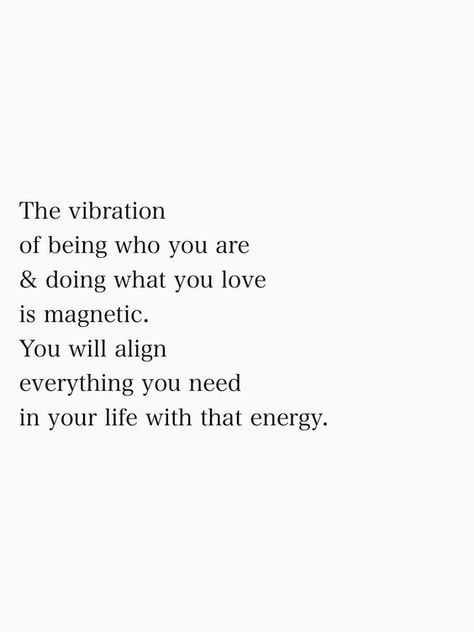 The vibration
of being who you are
& doing what you love
is magnetic.
You will align
everything you need
in your life with that energy.